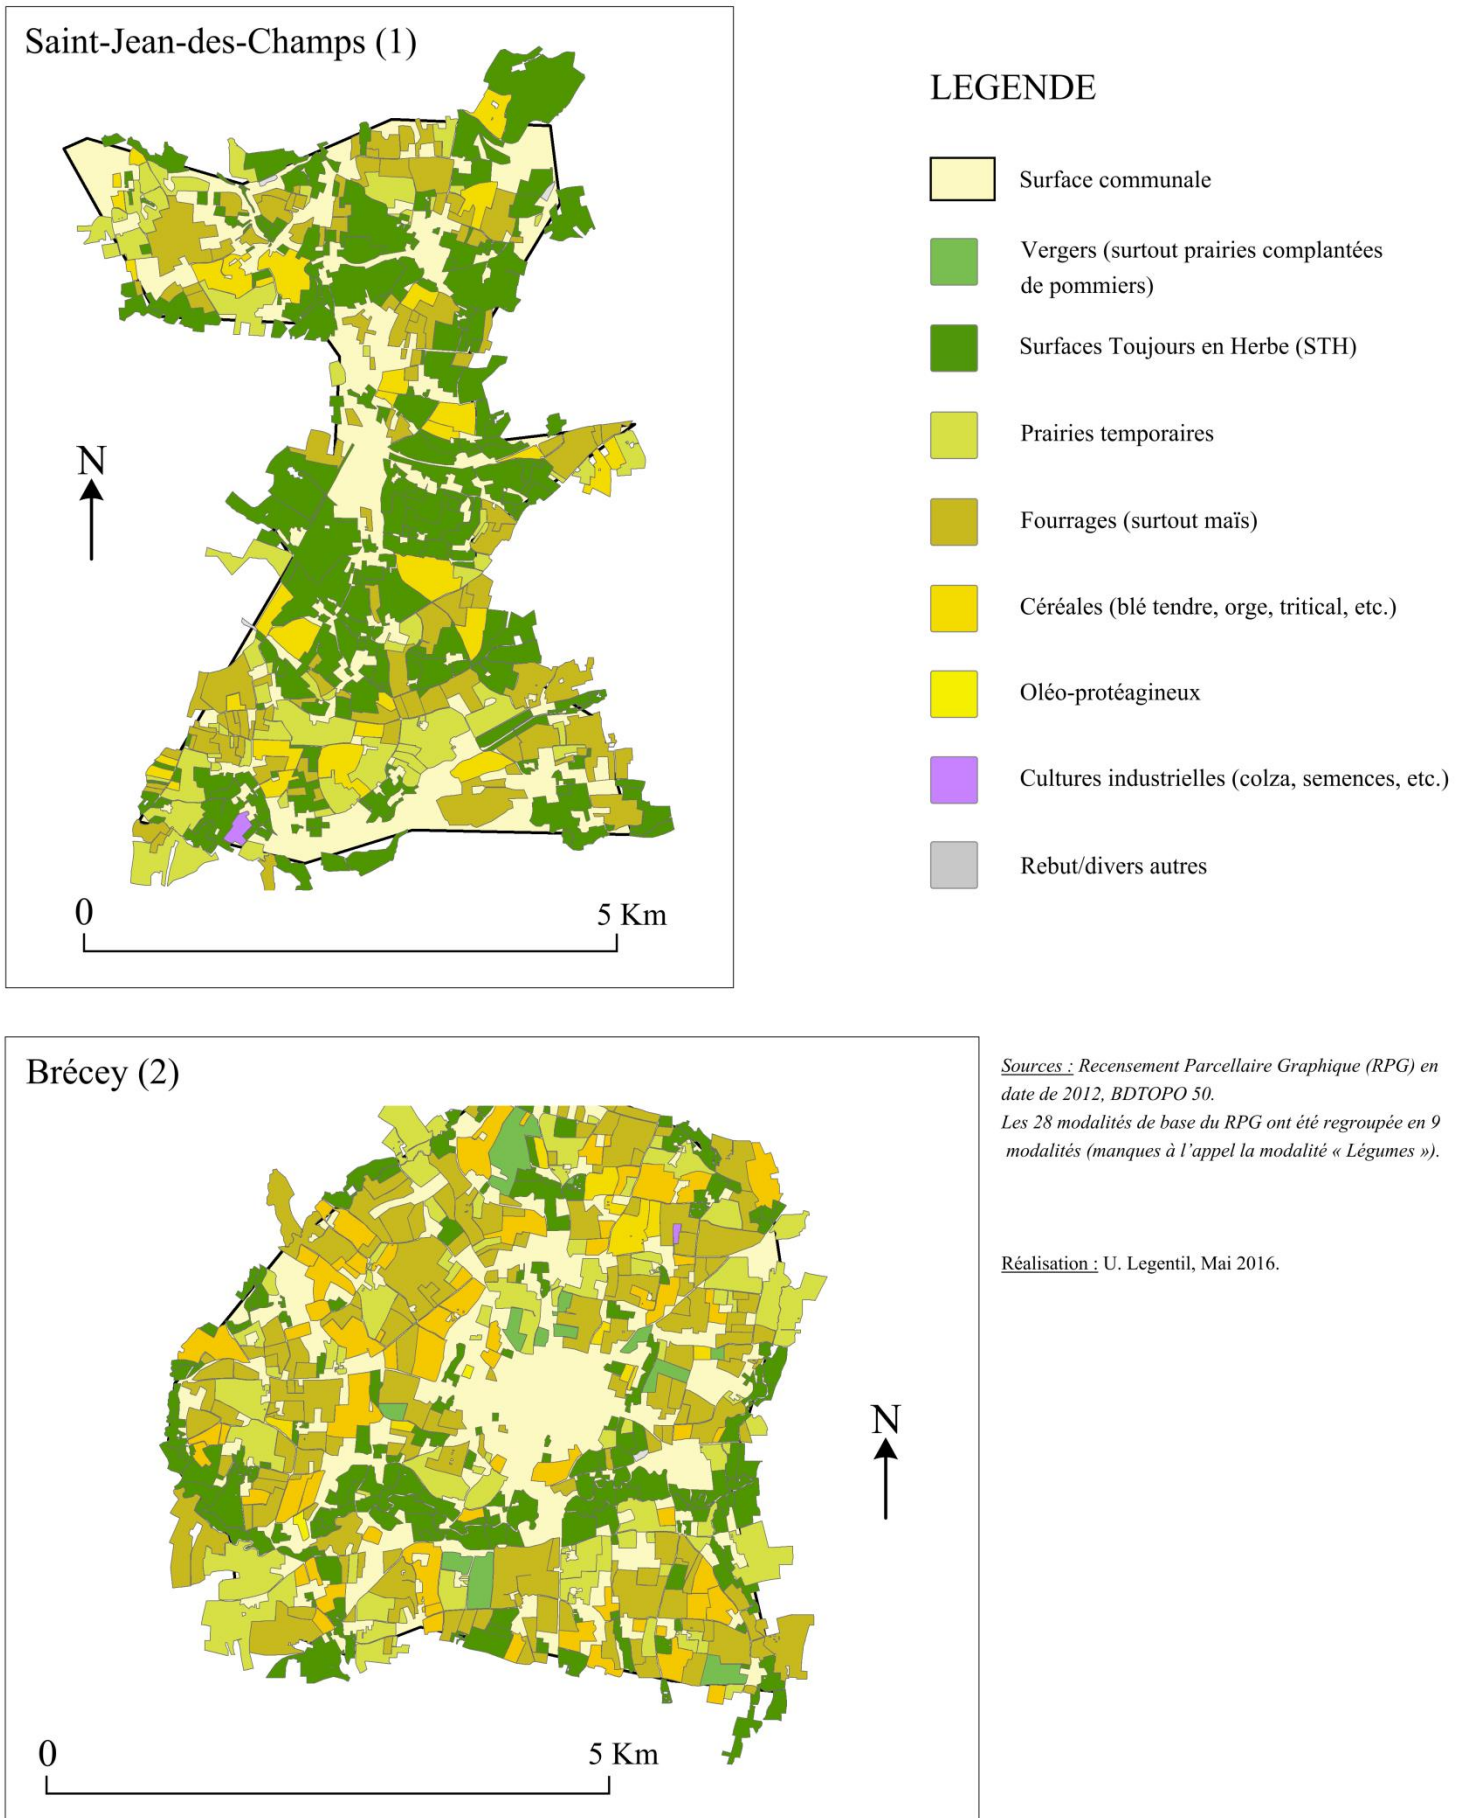 Saint-Jean-des-Champs (1)
N
0
5 Km
LEGENDE
Surface communale
Vergers (surtout prairies complantées
de pommiers)
Surfaces Toujours en Herbe (STH)
Prairies temporaires
Fourrages (surtout maïs)
Céréales (blé tendre, orge, tritical, etc.)
Oléo-protéagineux
Cultures industrielles (colza, semences, etc.)
Rebut/divers autres
Brécey (2)
N
0
5 Km
Sources : Recensement Parcellaire Graphique (RPG) en
date de 2012, BDTOPO 50.
Les 28 modalités de base du RPG ont été regroupée en 9
modalités (manques à l'appel la modalité « Légumes »).
Réalisation : U. Legentil, Mai 2016.